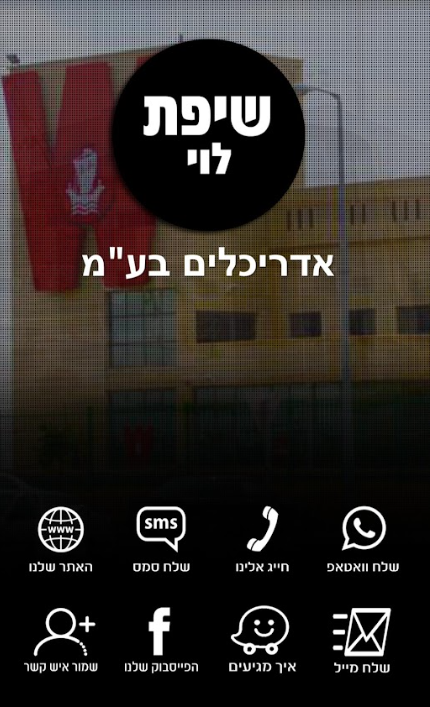 שיפת
לוי
אדריכלים בע"מ
שלח וואטאפ
חייג אלינו
sms
שלח סמס
www
האתר שלנו
שלח מייל
איך מגיעים
f
הפייסבוק שלנו
שמור איש קשר